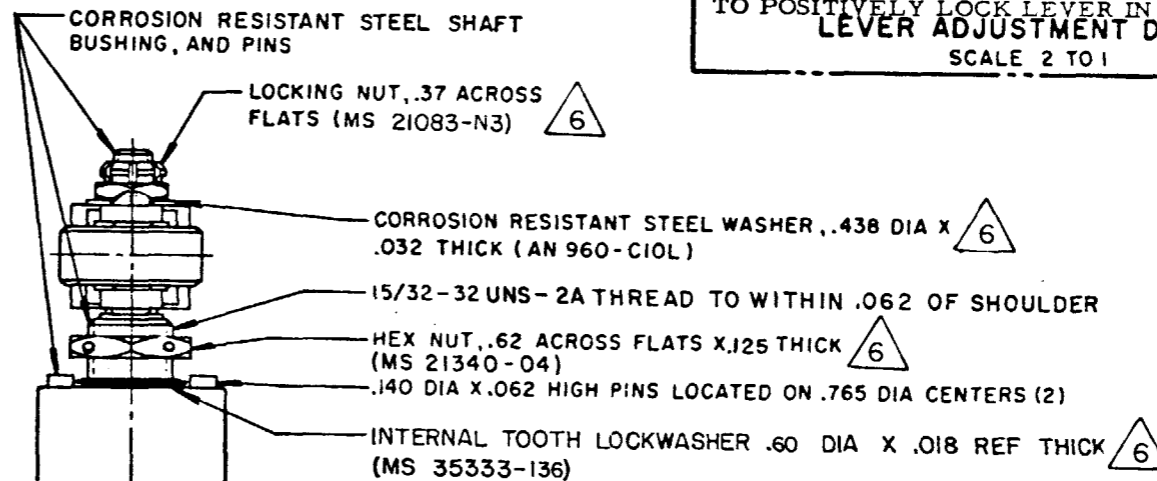 TO POSITIVELY LOCK LEVER IN
LEVER ADJUSTMENT D
SCALE 2 TO 1
CORROSION RESISTANT STEEL SHAFT
BUSHING, AND PINS
LOCKING NUT, .37 ACROSS
FLATS (MS 21083-N3) 6
CORROSION RESISTANT STEEL WASHER, .438 DIA X
.032 THICK (AN 960-C10L) 6
15/32-32 UNS-2A THREAD TO WITHIN .062 OF SHOULDER
HEX NUT, .62 ACROSS FLATS X .125 THICK
(MS 21340-04) 6
.140 DIA X .062 HIGH PINS LOCATED ON .765 DIA CENTERS (2)
INTERNAL TOOTH LOCKWASHER .60 DIA X .018 REF THICK 6
(MS 35333-136)